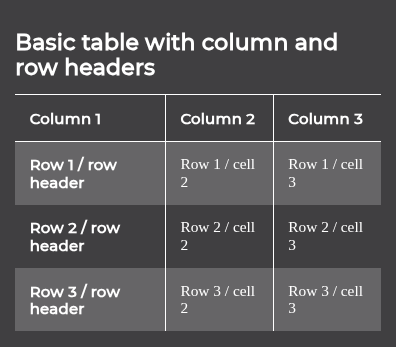 Basic table with column and
row headers
Column 1 Column 2 Column 3
Row 1 / row Row 1 / cell Row 1 / cell
header 2 3
Row 2 / row Row 2 / cell Row 2 / cell
header 2 3
Row 3 / row Row 3 / cell Row 3 / cell
header 2 3